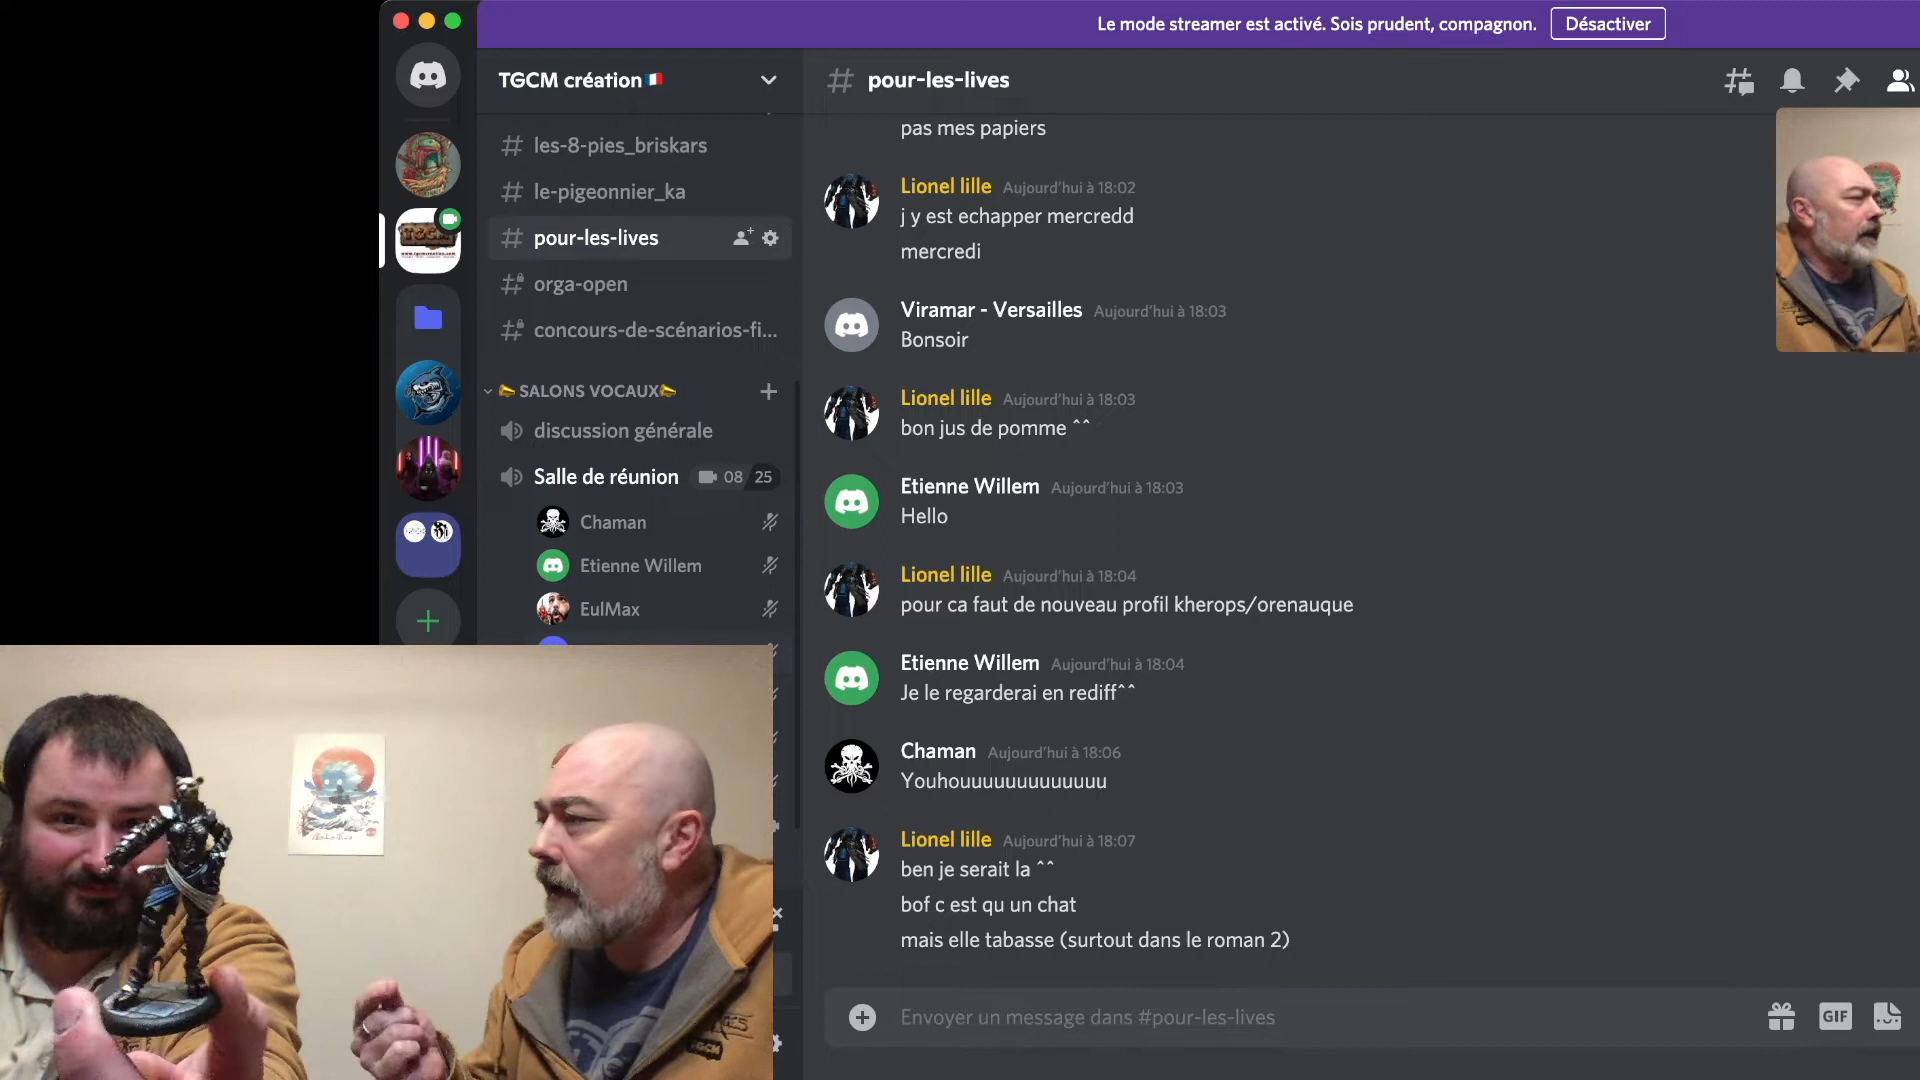 Le mode streamer est activé. Sois prudent, compagnon.
Désactiver
TGCM création
pour-les-lives
les-8-pies_briskars
le-pigeonnier_ka
pour-les-lives
orga-open
concours-de-scénarios-fi...
SALONS VOCAUX
discussion générale
Salle de réunion 08 25
Chaman
Etienne Willem
EulMax
pas mes papiers
Lionel lille Aujourd'hui à 18:02
j y est echapper mercredd
mercredi
Viramar - Versailles Aujourd'hui à 18:03
Bonsoir
Lionel lille Aujourd'hui à 18:03
bon jus de pomme ^^
Etienne Willem Aujourd'hui à 18:03
Hello
Lionel lille Aujourd'hui à 18:04
pour ca faut de nouveau profil kherops/orenauque
Etienne Willem Aujourd'hui à 18:04
Je le regarderai en rediff^^
Chaman Aujourd'hui à 18:06
Youhouuuuuuuuuuuuu
Lionel lille Aujourd'hui à 18:07
ben je serait la ^^
bof c est qu un chat
mais elle tabasse (surtout dans le roman 2)
Envoyer un message dans #pour-les-lives
GIF
TGCM